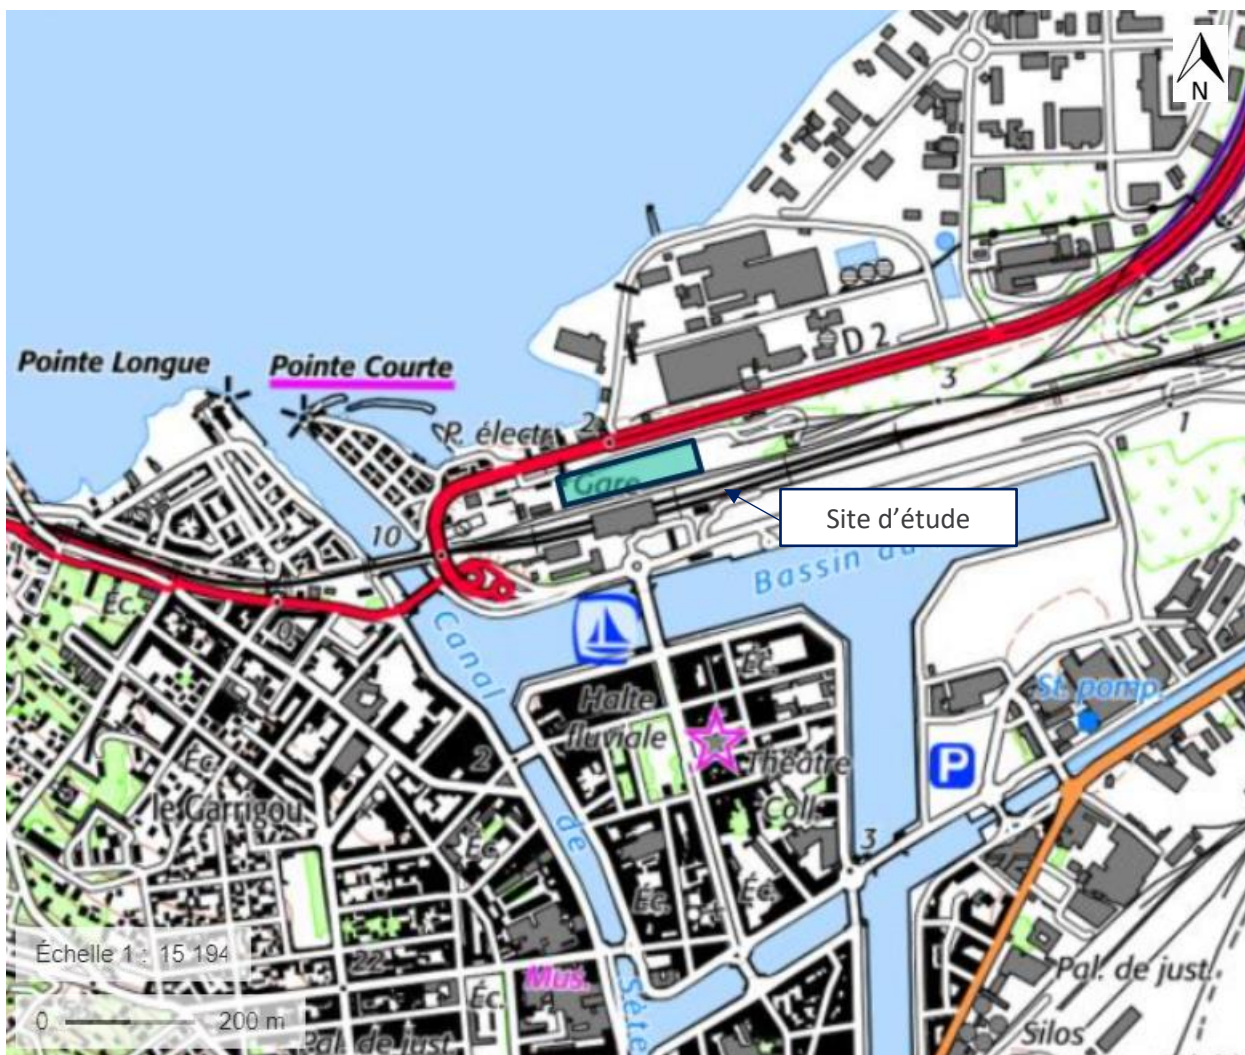 N
D 2
3
Pointe Longue
Pointe Courte
P. électr.
2
1
Gare
Site d'étude
10
Bassin du
Éc.
Canal
Éc.
St. pomp.
Halte
fluviale
2
Théâtre
P
Éc.
le Garrigou
Coll.
de
Éc.
3
Éc.
Éc.
Échelle 1 : 15 194
22
Pal. de just.
Mus.
Éc.
Sète
0
200 m
Silos
Pal. de just.